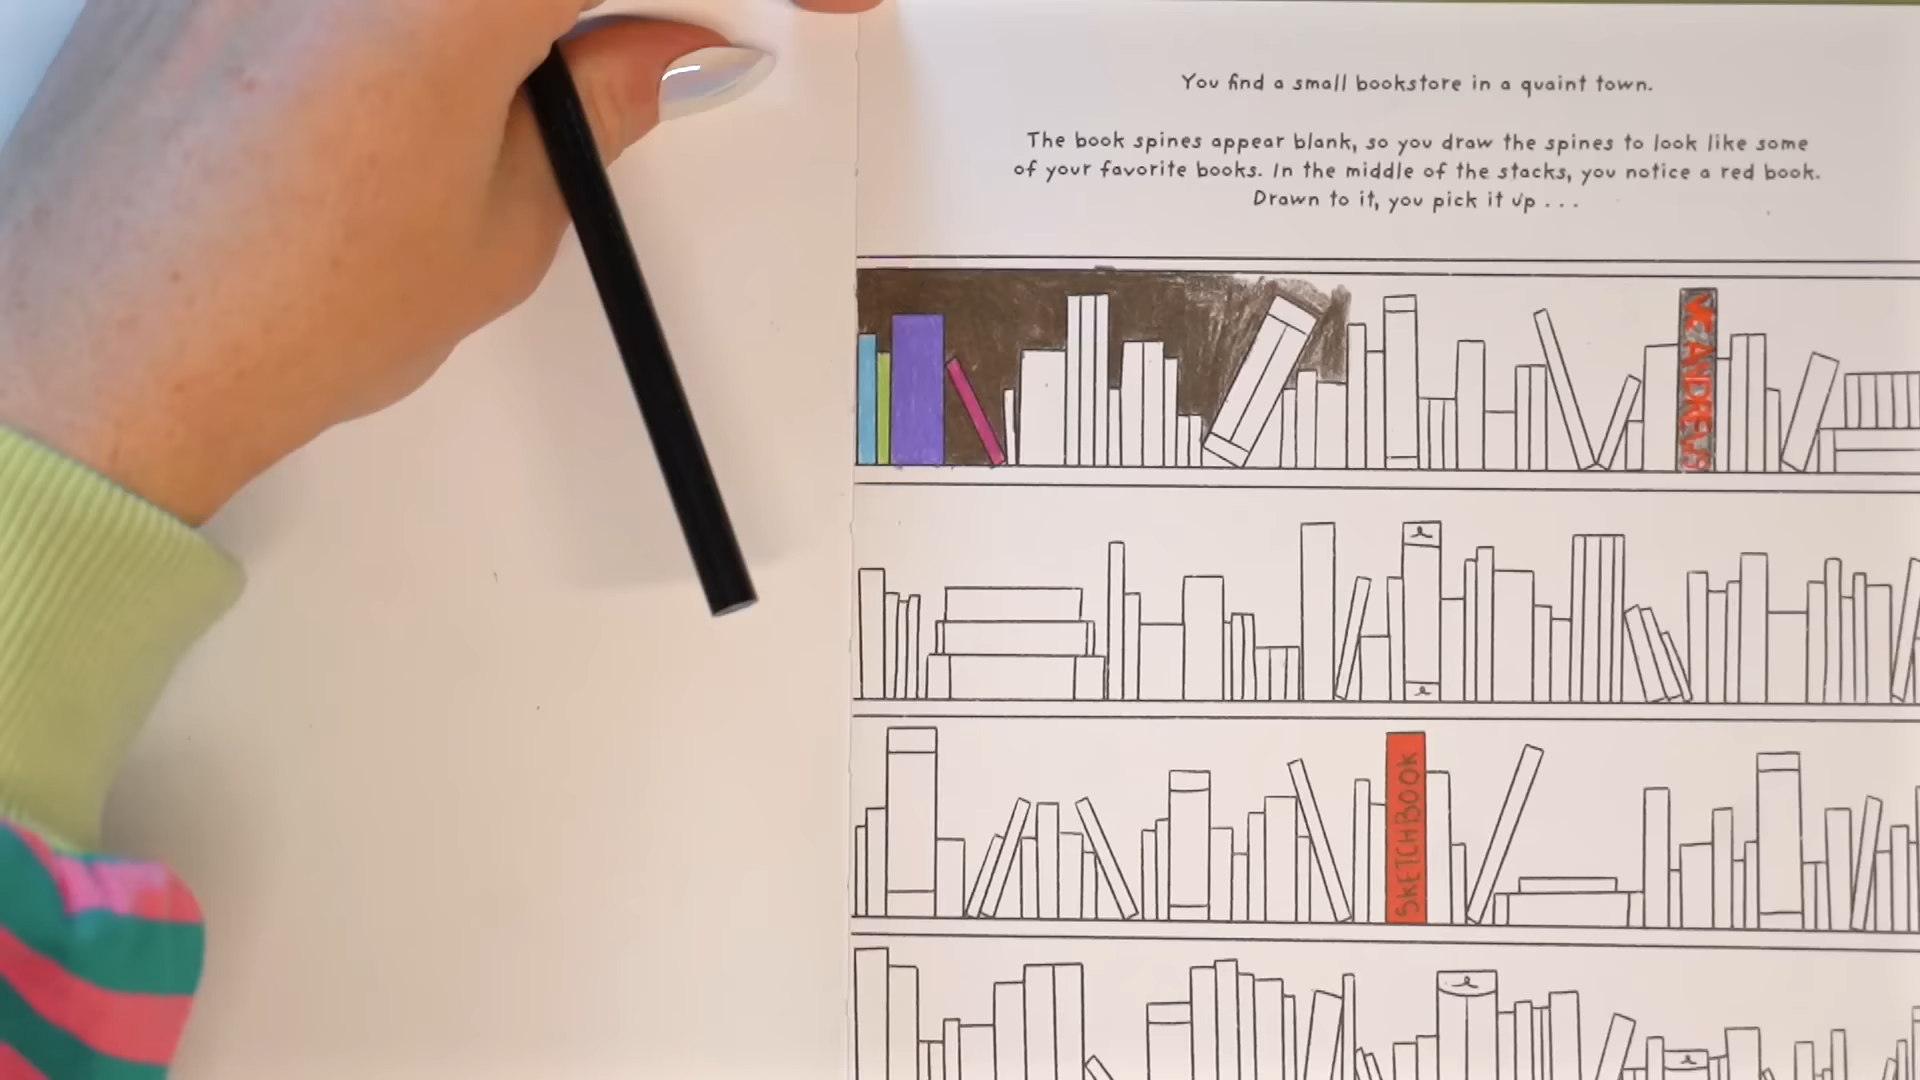 You find a small bookstore in a quaint town.
The book spines appear blank, so you draw the spines to look like some
of your favorite books. In the middle of the stacks, you notice a red book.
Drawn to it, you pick it up . . .
SKETCHBOOK